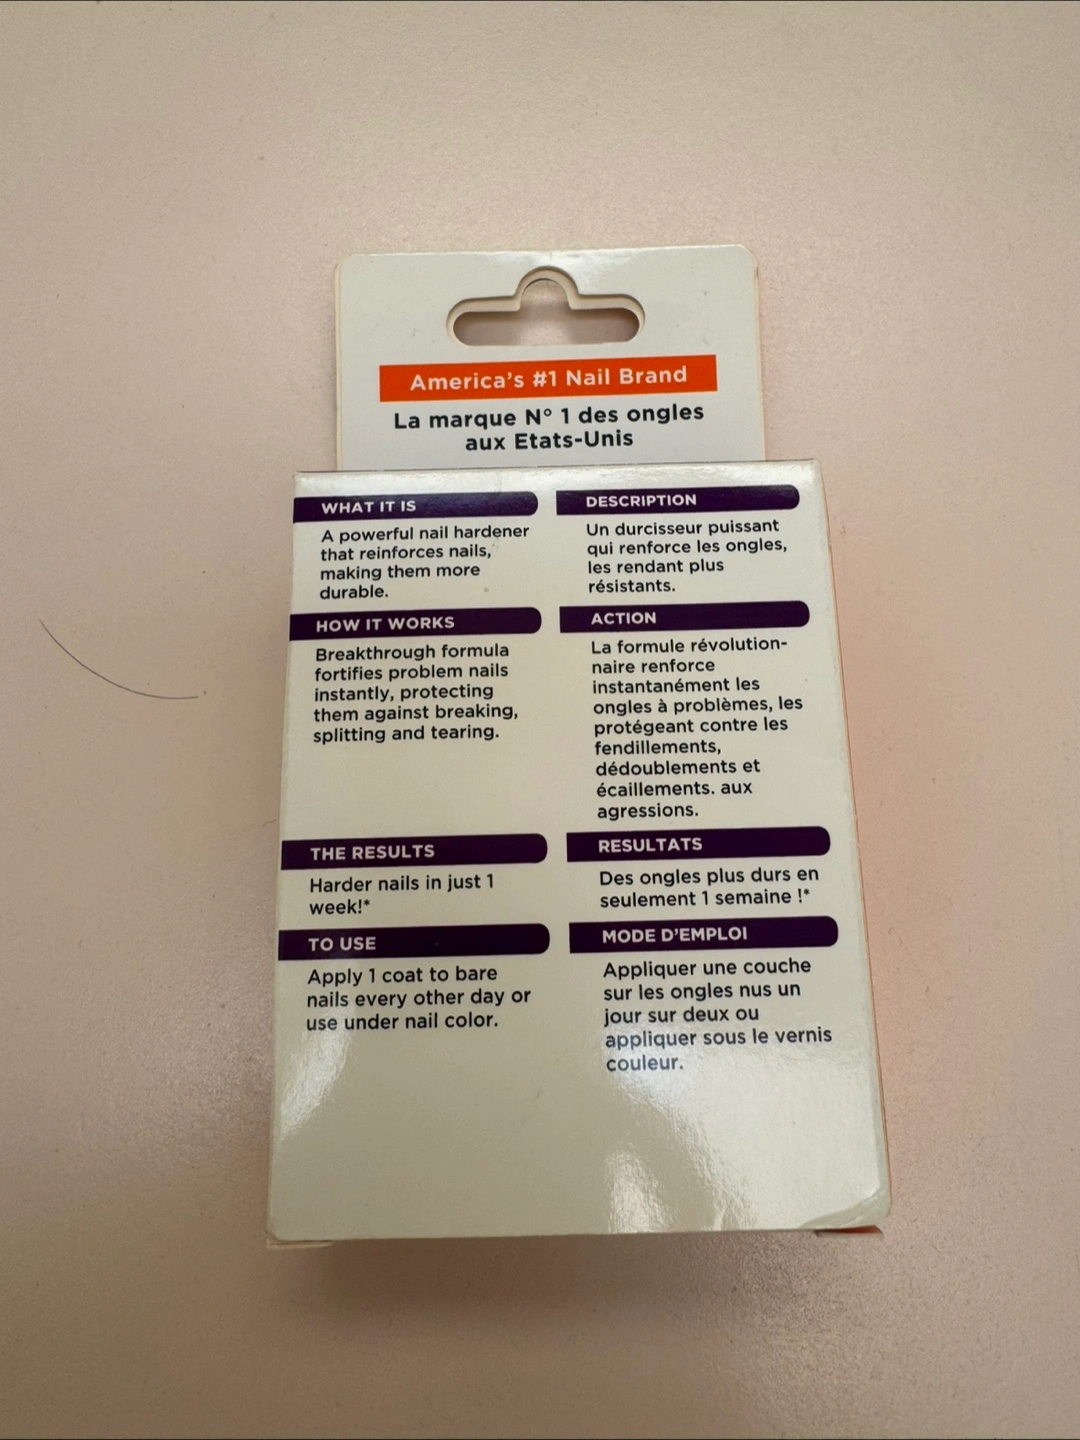 America's #1 Nail Brand
La marque N° 1 des ongles
aux Etats-Unis
WHAT IT IS
A powerful nail hardener
that reinforces nails,
making them more
durable.
HOW IT WORKS
Breakthrough formula
fortifies problem nails
instantly, protecting
them against breaking,
splitting and tearing.
THE RESULTS
Harder nails in just 1
week!*
TO USE
Apply 1 coat to bare
nails every other day or
use under nail color.
DESCRIPTION
Un durcisseur puissant
qui renforce les ongles,
les rendant plus
résistants.
ACTION
La formule révolution-
naire renforce
instantanément les
ongles à problèmes, les
protégeant contre les
fendillements,
dédoublements et
écaillements. aux
agressions.
RESULTATS
Des ongles plus durs en
seulement 1 semaine !*
MODE D'EMPLOI
Appliquer une couche
sur les ongles nus un
jour sur deux ou
appliquer sous le vernis
couleur.